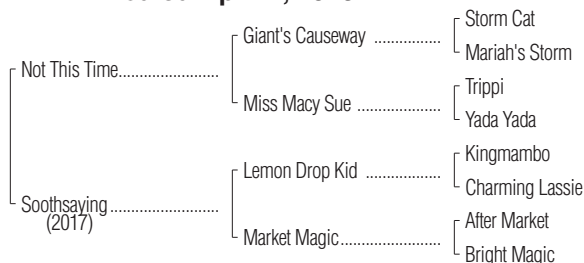 Giant's Causeway ................
Storm Cat
Mariah's Storm
Not This Time.......................
Miss Macy Sue ...................
Trippi
Yada Yada
Lemon Drop Kid .................
Kingmambo
Charming Lassie
Soothsaying .........................
(2017)
Market Magic.......................
After Market
Bright Magic